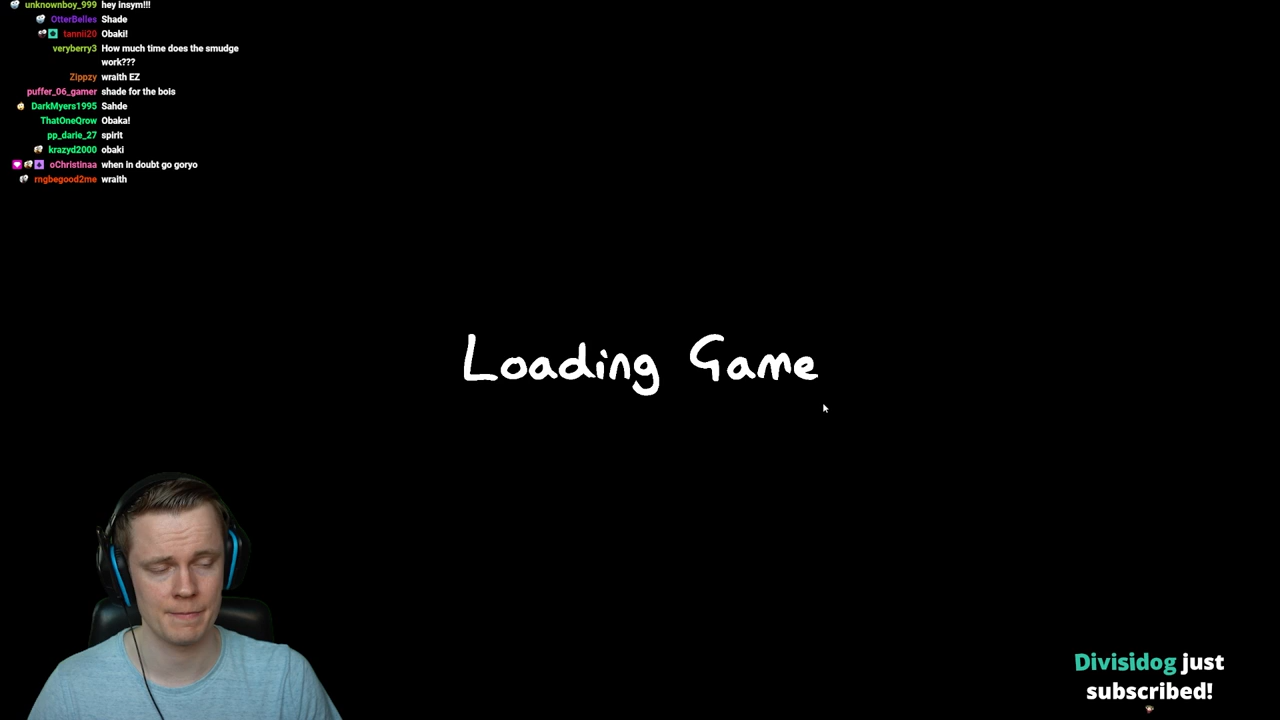 unknownboy_999 hey insym!!!
OtterBelles Shade
tannii20 Obaki!
veryberry3 How much time does the smudge
work???
Zippzy wraith EZ
puffer_06_gamer shade for the bois
DarkMyers1995 Sahde
ThatOneQrow Obaka!
pp_darie_27 spirit
krazyd2000 obaki
oChristinaa when in doubt go goryo
rngbegood2me wraith
Loading Game
Divisidog just
subscribed!